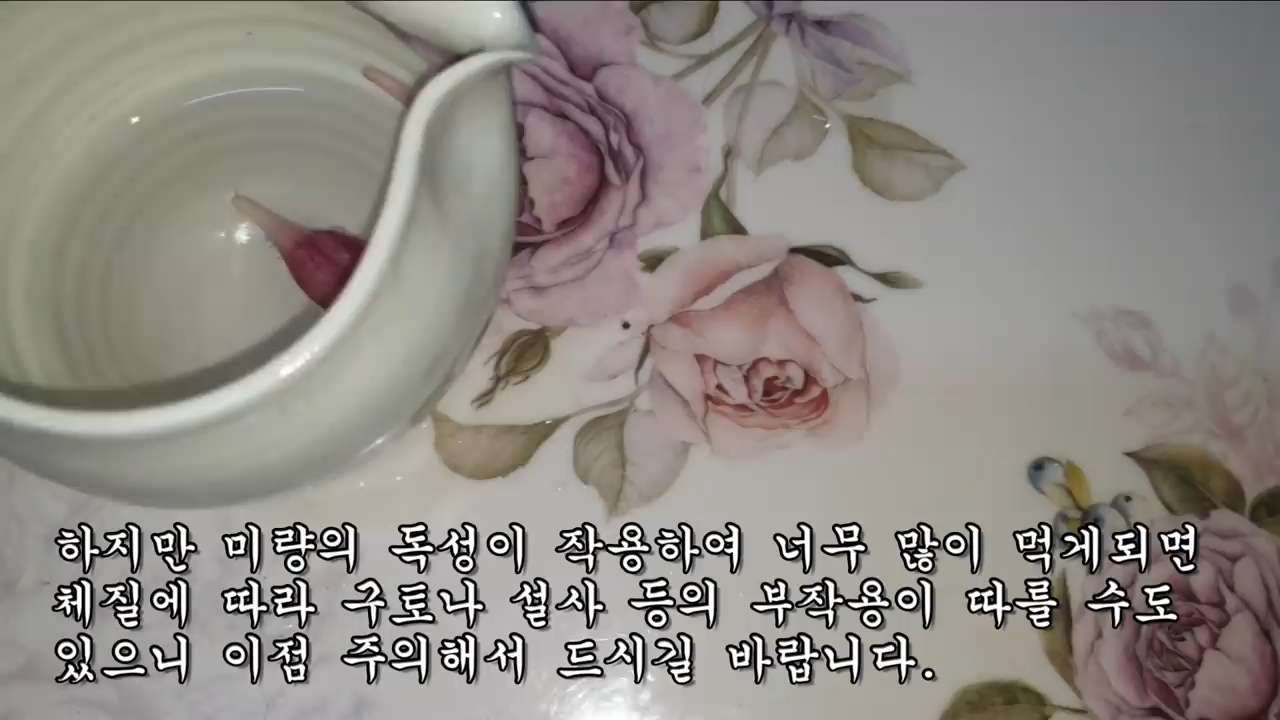 하지만 미량의 독성이 작용하여 너무 많이 먹게되면
체질에 따라 구토나 설사 등의 부작용이 따를 수도
있으니 이점 주의해서 드시길 바랍니다.